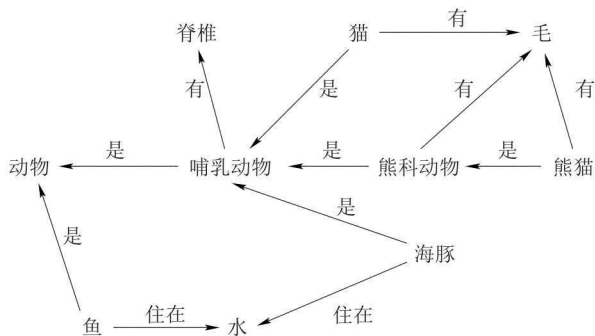 脊椎
猫
有
毛
有
是
有
有
动物
是
哺乳动物
是
熊科动物
是
熊猫
是
是
海豚
鱼
住在
水
住在